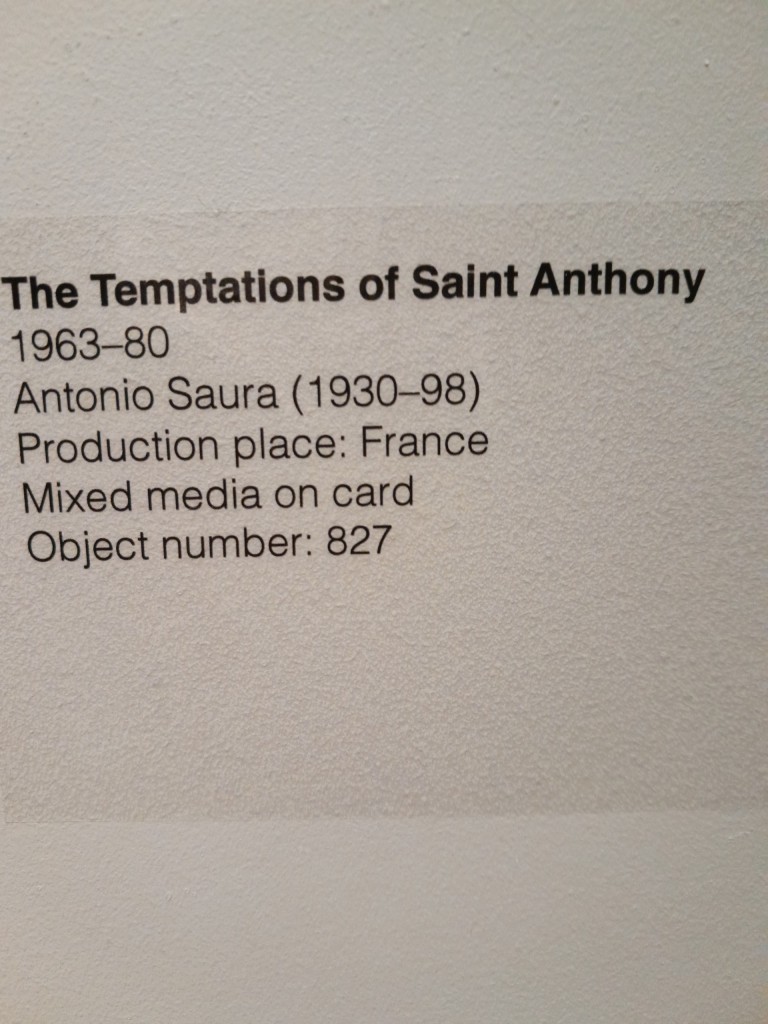 The Temptations of Saint Anthony
1963–80
Antonio Saura (1930–98)
Production place: France
Mixed media on card
Object number: 827